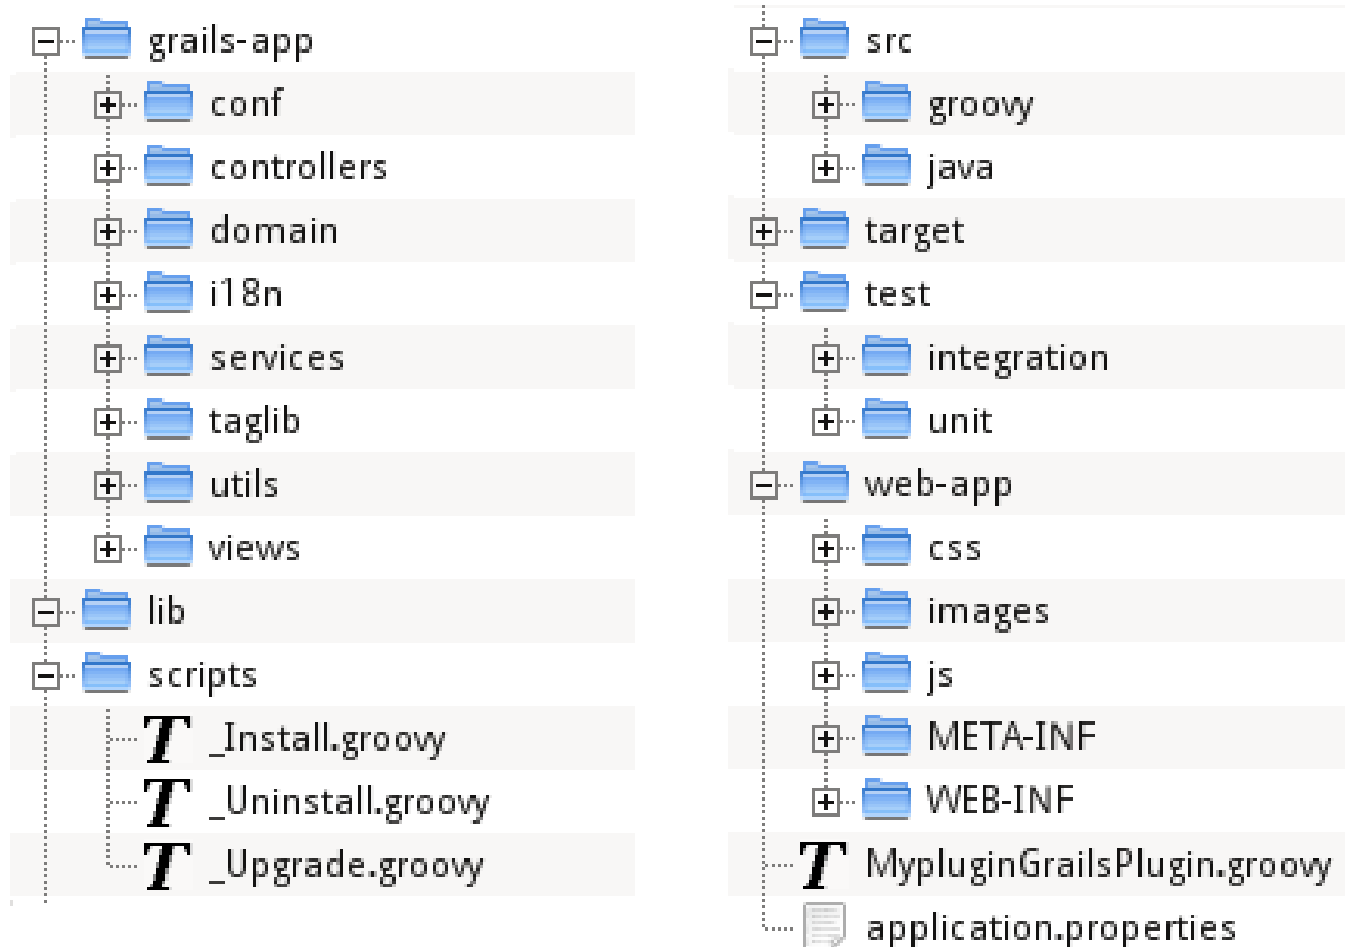 grails-app
conf
controllers
domain
i18n
services
taglib
utils
views
lib
scripts
_Install.groovy
_Uninstall.groovy
_Upgrade.groovy
src
groovy
java
target
test
integration
unit
web-app
css
images
js
META-INF
WEB-INF
MypluginGrailsPlugin.groovy
application.properties